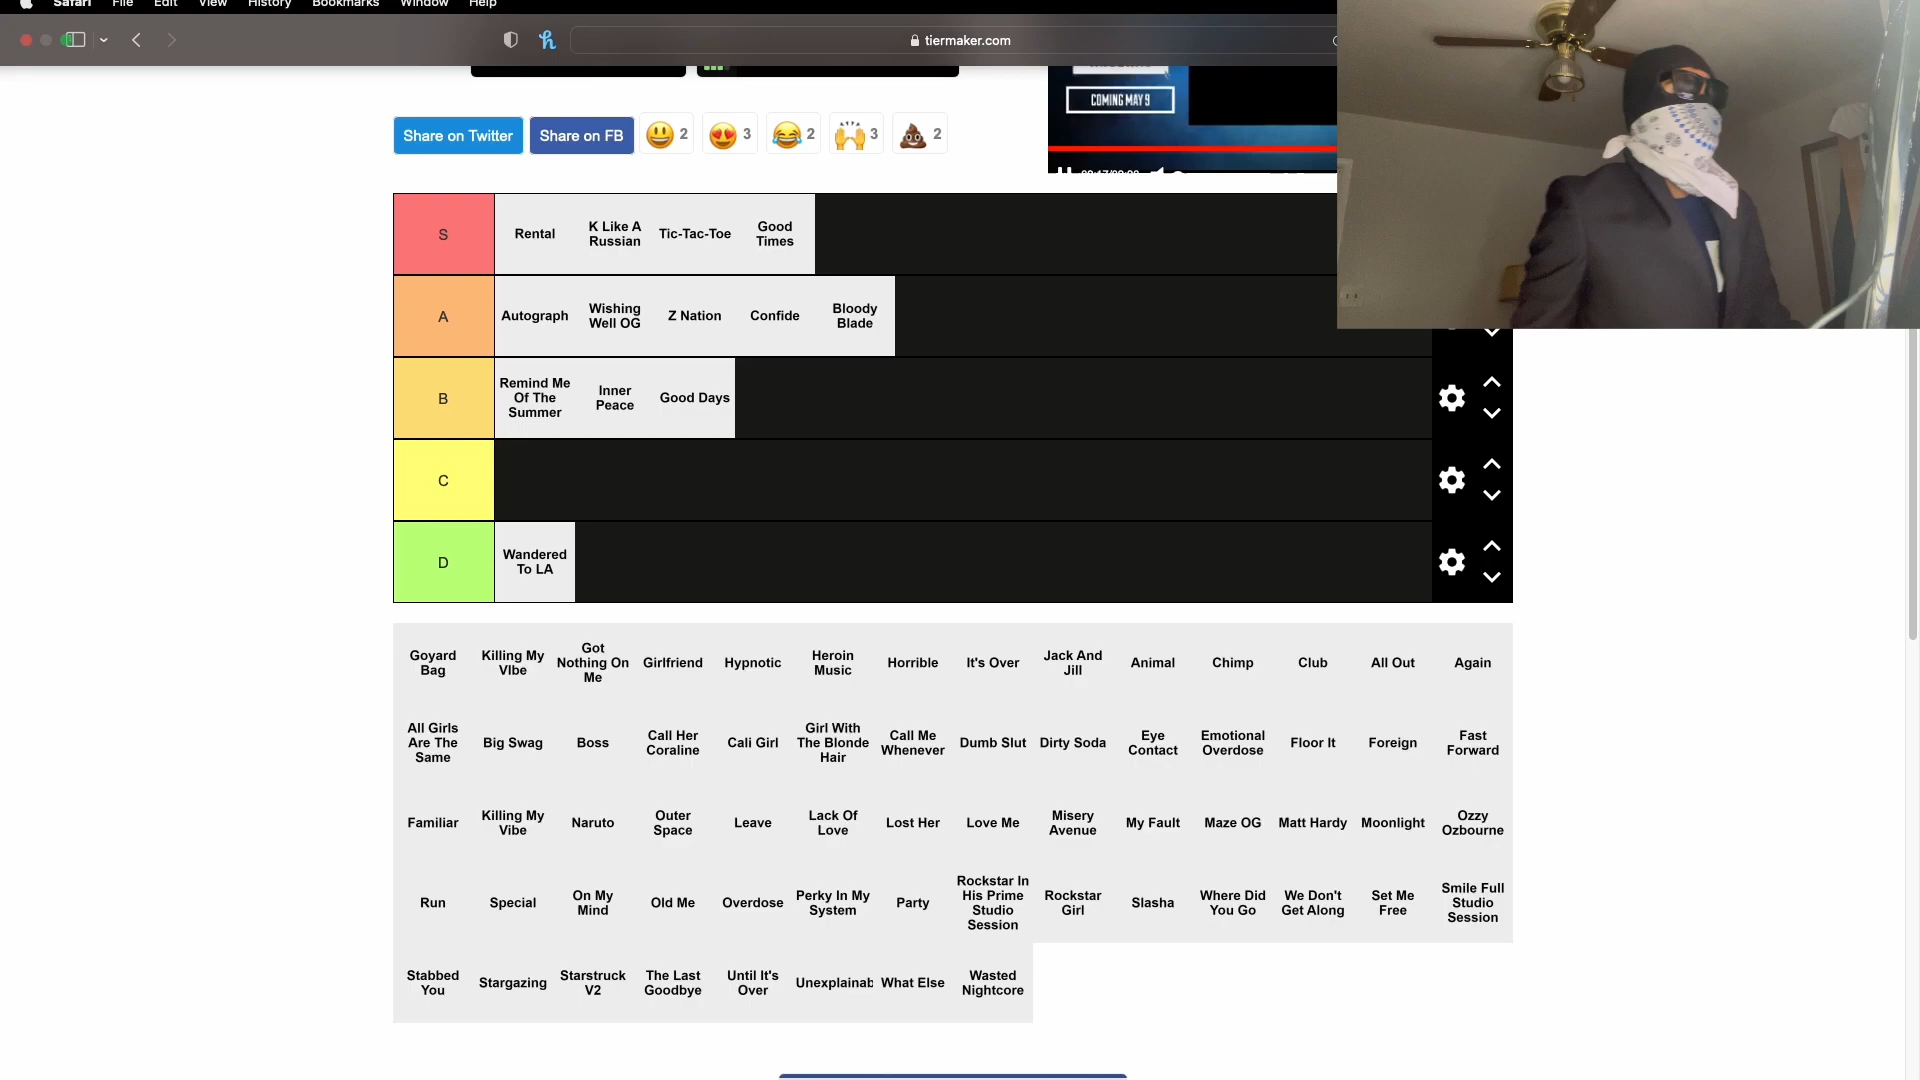 Safari File Edit View History Bookmarks Window Help
tiermaker.com
COMING MAY 9
Share on Twitter Share on FB 2 3 2 3 2
S Rental K Like A Russian Tic-Tac-Toe Good Times
A Autograph Wishing Well OG Z Nation Confide Bloody Blade
B Remind Me Of The Summer Inner Peace Good Days
C
D Wandered To LA
Goyard Bag Killing My VIbe Got Nothing On Me Girlfriend Hypnotic Heroin Music Horrible It's Over Jack And Jill Animal Chimp Club All Out Again
All Girls Are The Same Big Swag Boss Call Her Coraline Cali Girl Girl With The Blonde Hair Call Me Whenever Dumb Slut Dirty Soda Eye Contact Emotional Overdose Floor It Foreign Fast Forward
Familiar Killing My Vibe Naruto Outer Space Leave Lack Of Love Lost Her Love Me Misery Avenue My Fault Maze OG Matt Hardy Moonlight Ozzy Ozbourne
Run Special On My Mind Old Me Overdose Perky In My System Party Rockstar In His Prime Studio Session Rockstar Girl Slasha Where Did You Go We Don't Get Along Set Me Free Smile Full Studio Session
Stabbed You Stargazing Starstruck V2 The Last Goodbye Until It's Over Unexplainab What Else Wasted Nightcore